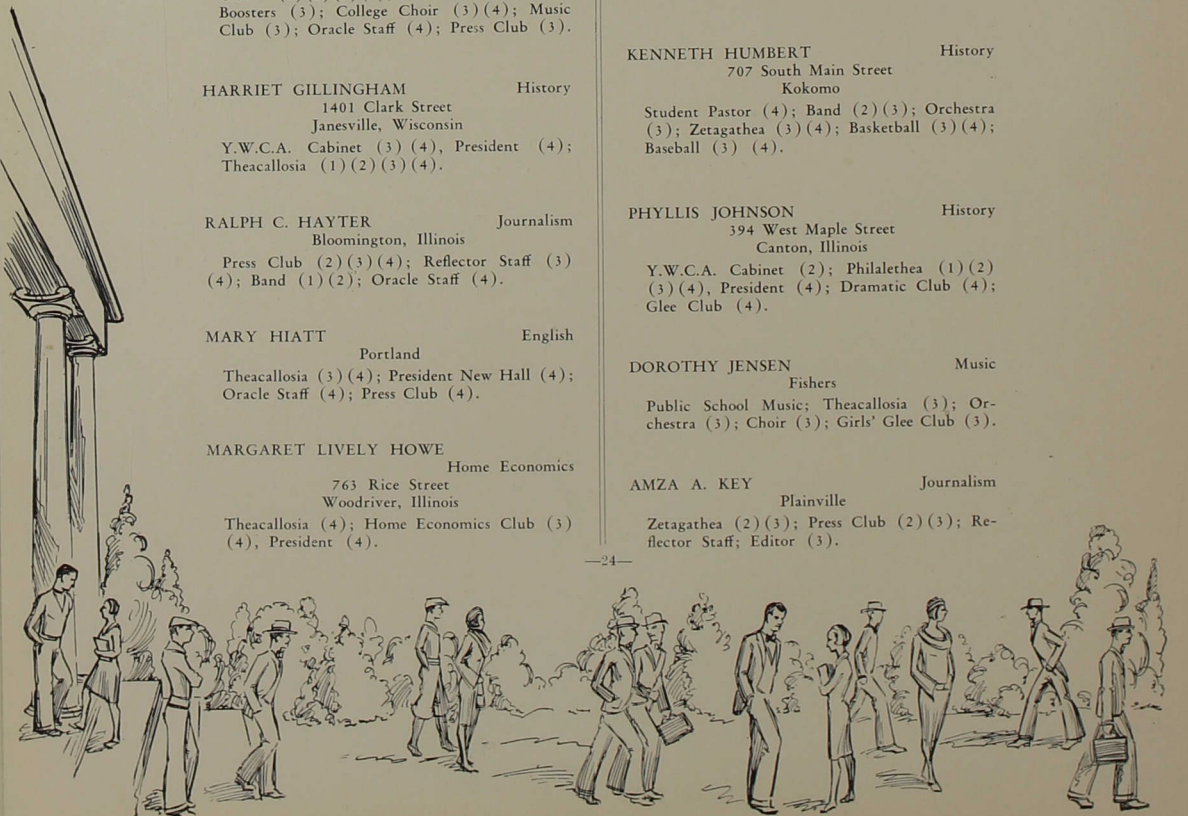 Boosters (3); College Choir (3)(4); Music
Club (3); Oracle Staff (4); Press Club (3).
HARRIET GILLINGHAM History
1401 Clark Street
Janesville, Wisconsin
Y.W.C.A. Cabinet (3) (4), President (4);
Theacallosia (1)(2)(3)(4).
RALPH C. HAYTER Journalism
Bloomington, Illinois
Press Club (2)(3)(4); Reflector Staff (3)
(4); Band (1)(2); Oracle Staff (4).
MARY HIATT English
Portland
Theacallosia (3)(4); President New Hall (4);
Oracle Staff (4); Press Club (4).
MARGARET LIVELY HOWE
Home Economics
763 Rice Street
Woodriver, Illinois
Theacallosia (4); Home Economics Club (3)
(4), President (4).
KENNETH HUMBERT History
707 South Main Street
Kokomo
Student Pastor (4); Band (2)(3); Orchestra
(3); Zetagathea (3)(4); Basketball (3)(4);
Baseball (3) (4).
PHYLLIS JOHNSON History
394 West Maple Street
Canton, Illinois
Y.W.C.A. Cabinet (2); Philalethea (1)(2)
(3)(4), President (4); Dramatic Club (4);
Glee Club (4).
DOROTHY JENSEN Music
Fishers
Public School Music; Theacallosia (3); Or-
chestra (3); Choir (3); Girls' Glee Club (3).
AMZA A. KEY Journalism
Plainville
Zetagathea (2)(3); Press Club (2)(3); Re-
flector Staff; Editor (3).
—24—